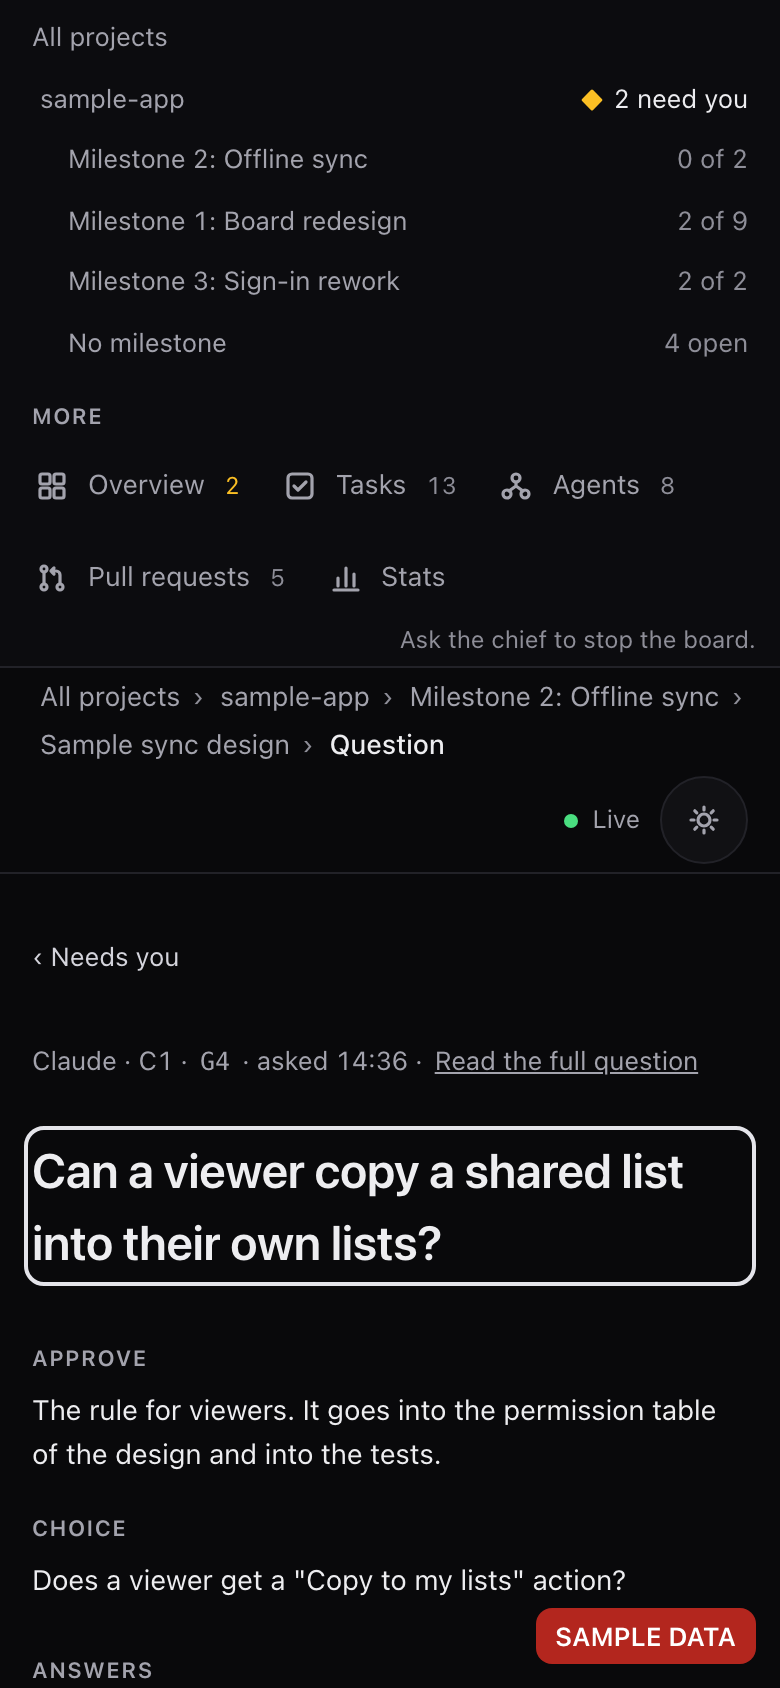 All projects
sample-app 2 need you
Milestone 2: Offline sync 0 of 2
Milestone 1: Board redesign 2 of 9
Milestone 3: Sign-in rework 2 of 2
No milestone 4 open
MORE
Overview 2 Tasks 13 Agents 8
Pull requests 5 Stats
Ask the chief to stop the board.
All projects › sample-app › Milestone 2: Offline sync ›
Sample sync design › Question
Live
‹ Needs you
Claude · C1 · G4 · asked 14:36 · Read the full question
Can a viewer copy a shared list
into their own lists?
APPROVE
The rule for viewers. It goes into the permission table
of the design and into the tests.
CHOICE
Does a viewer get a "Copy to my lists" action?
SAMPLE DATA
ANSWERS